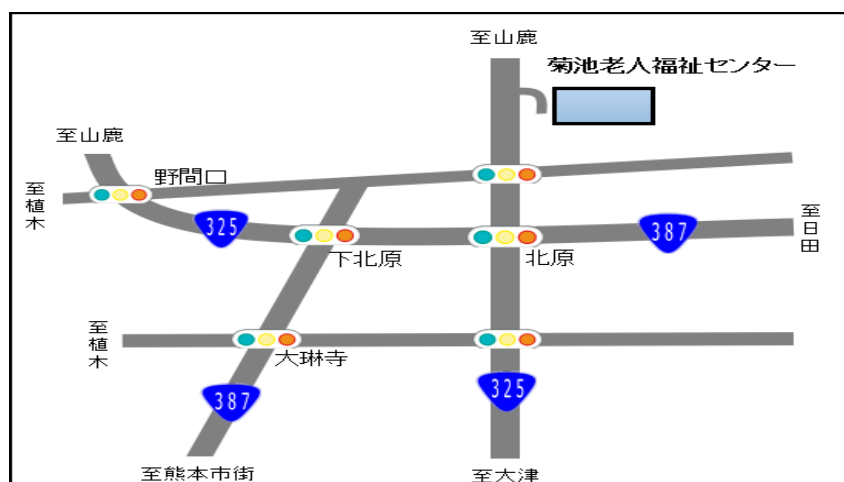 至山鹿
菊池老人福祉センター
至山鹿
野間口
至植木
325
387
至日田
下北原
北原
至植木
大琳寺
387
325
至熊本市街
至大津